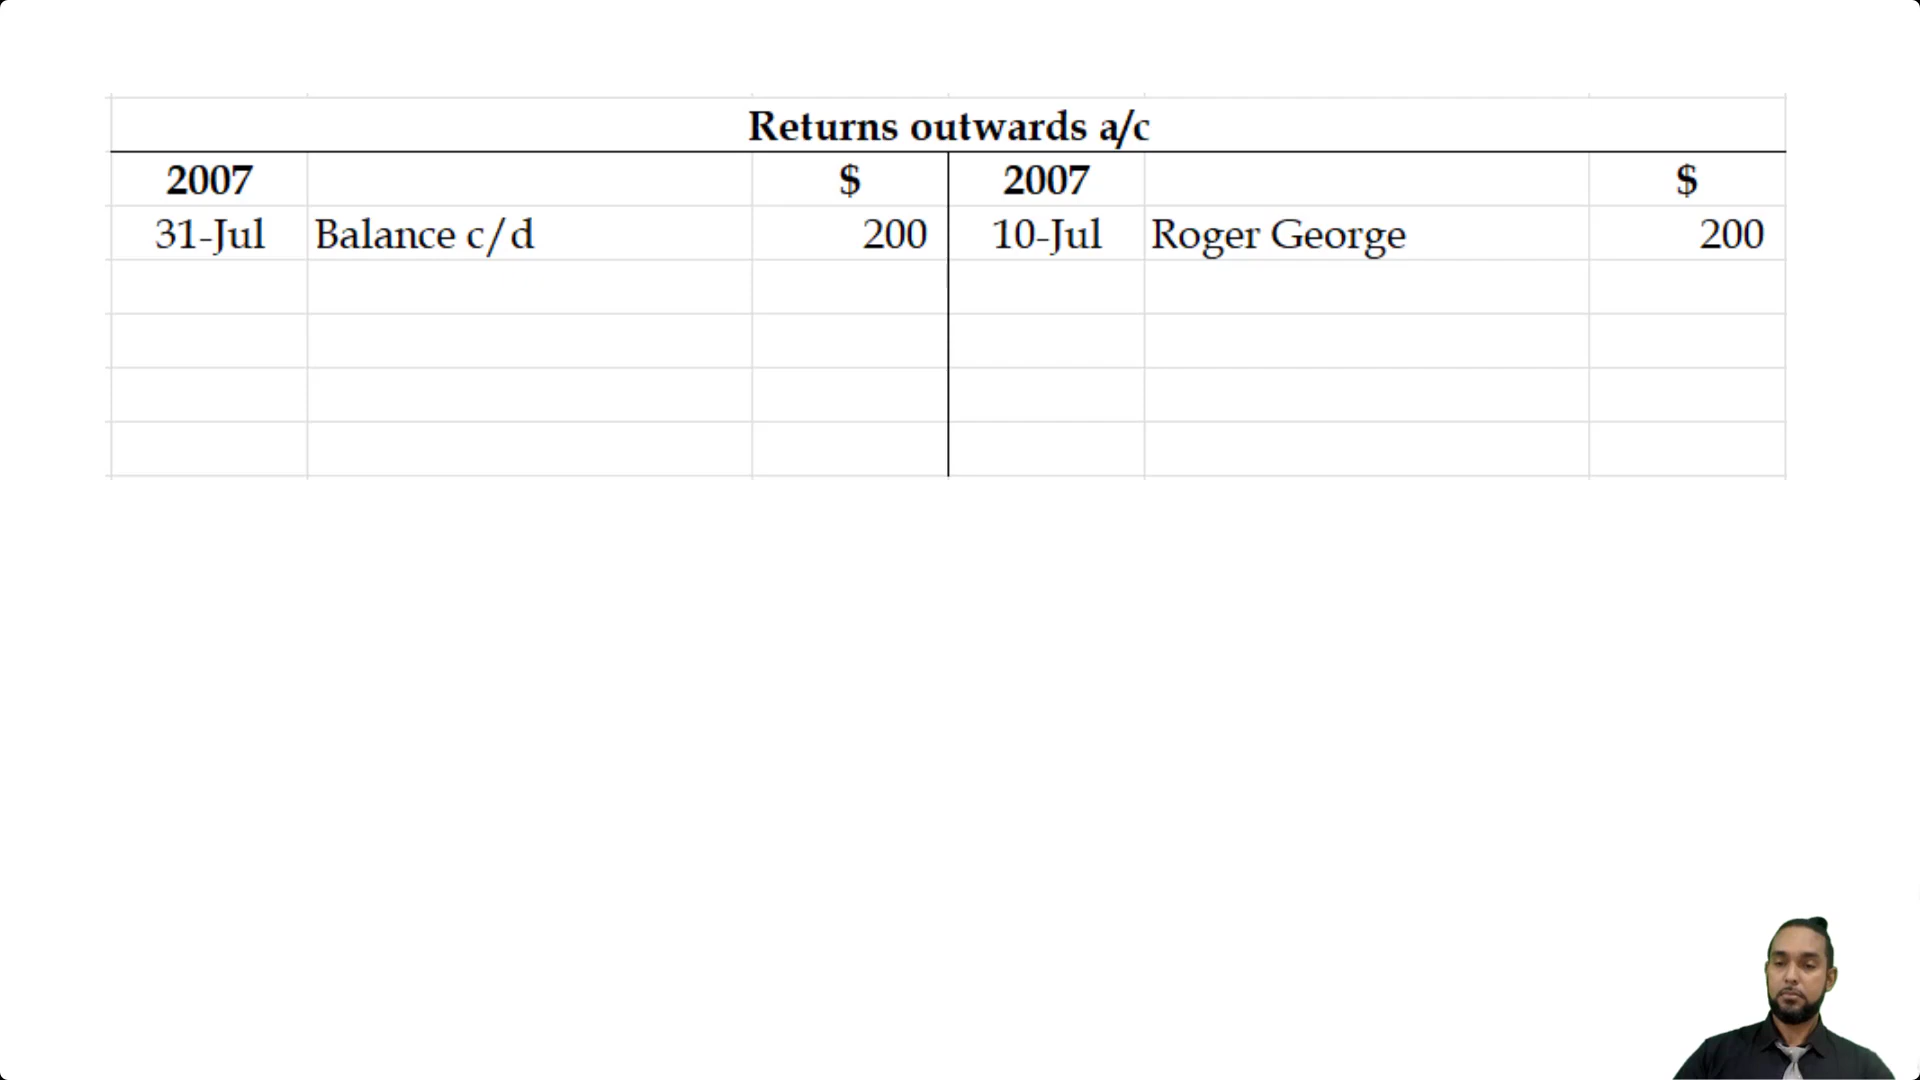 Returns outwards a/c
2007 $ 2007 $
31-Jul Balance c/d 200 10-Jul Roger George 200